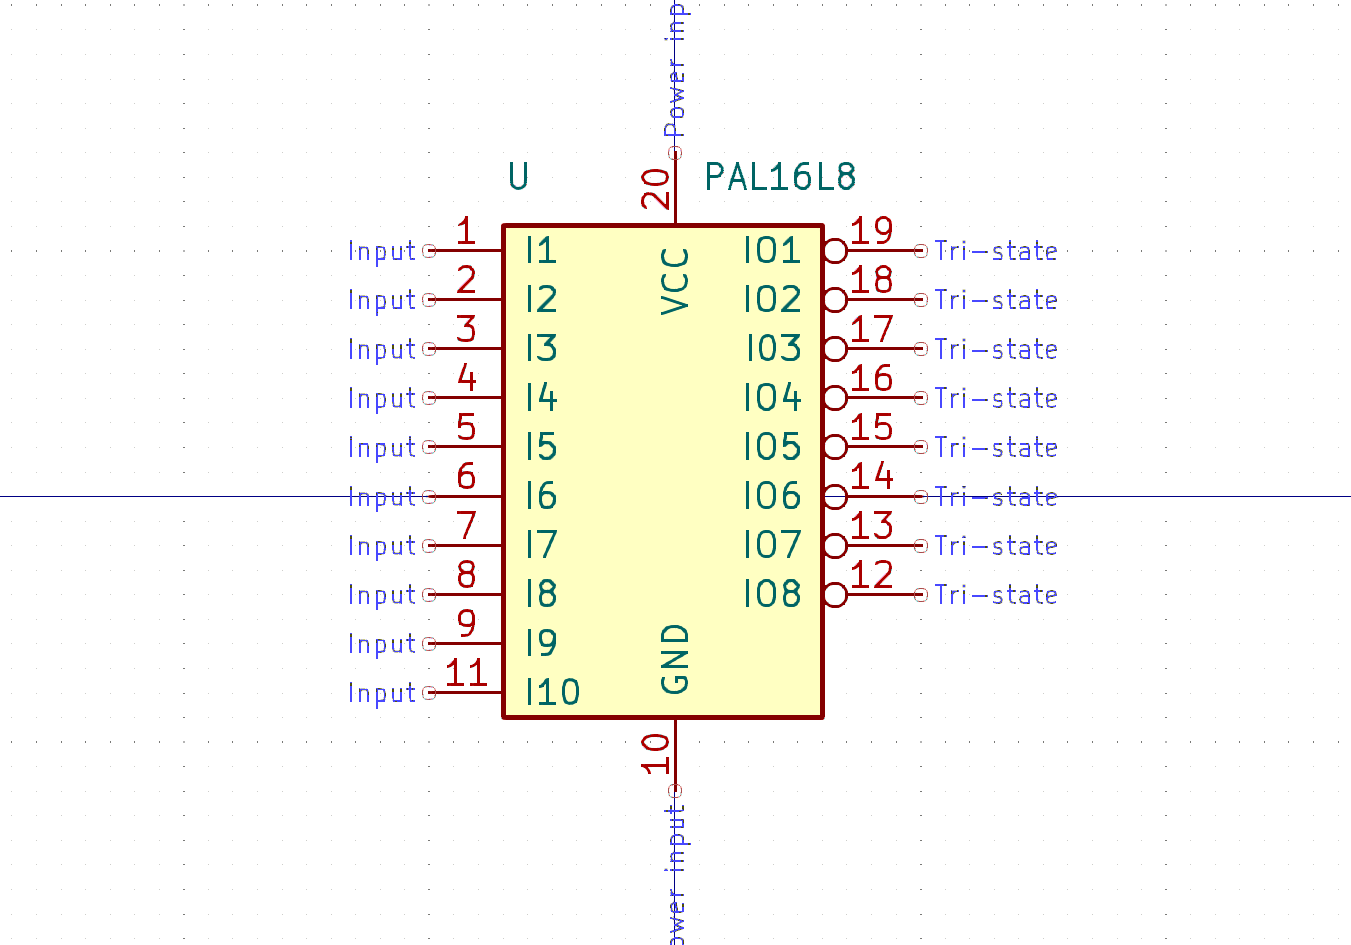 Power inp
U
20
PAL16L8
Input 1 I1 VCC IO1 19 Tri-state
Input 2 I2 IO2 18 Tri-state
Input 3 I3 IO3 17 Tri-state
Input 4 I4 IO4 16 Tri-state
Input 5 I5 IO5 15 Tri-state
Input 6 I6 IO6 14 Tri-state
Input 7 I7 IO7 13 Tri-state
Input 8 I8 IO8 12 Tri-state
Input 9 I9
Input 11 I10
GND
10
ower input